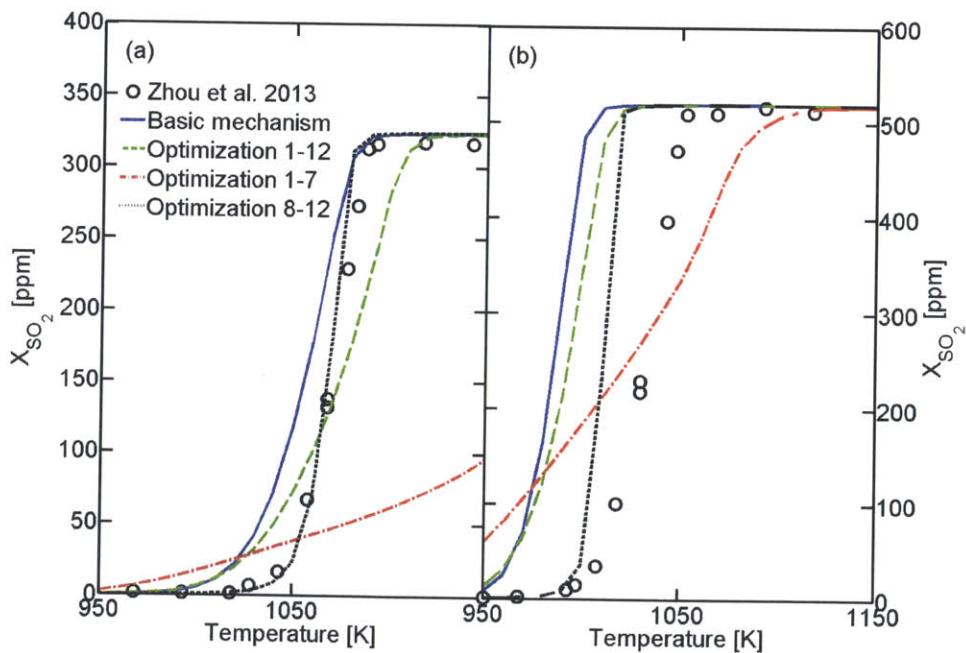 400
350
300
250
200
150
100
50
0
X_SO2 [ppm]
(a)
Zhou et al. 2013
Basic mechanism
Optimization 1-12
Optimization 1-7
Optimization 8-12
950
1050
Temperature [K]
(b)
950
1050
1150
Temperature [K]
600
500
400
300
200
100
0
X_SO2 [ppm]